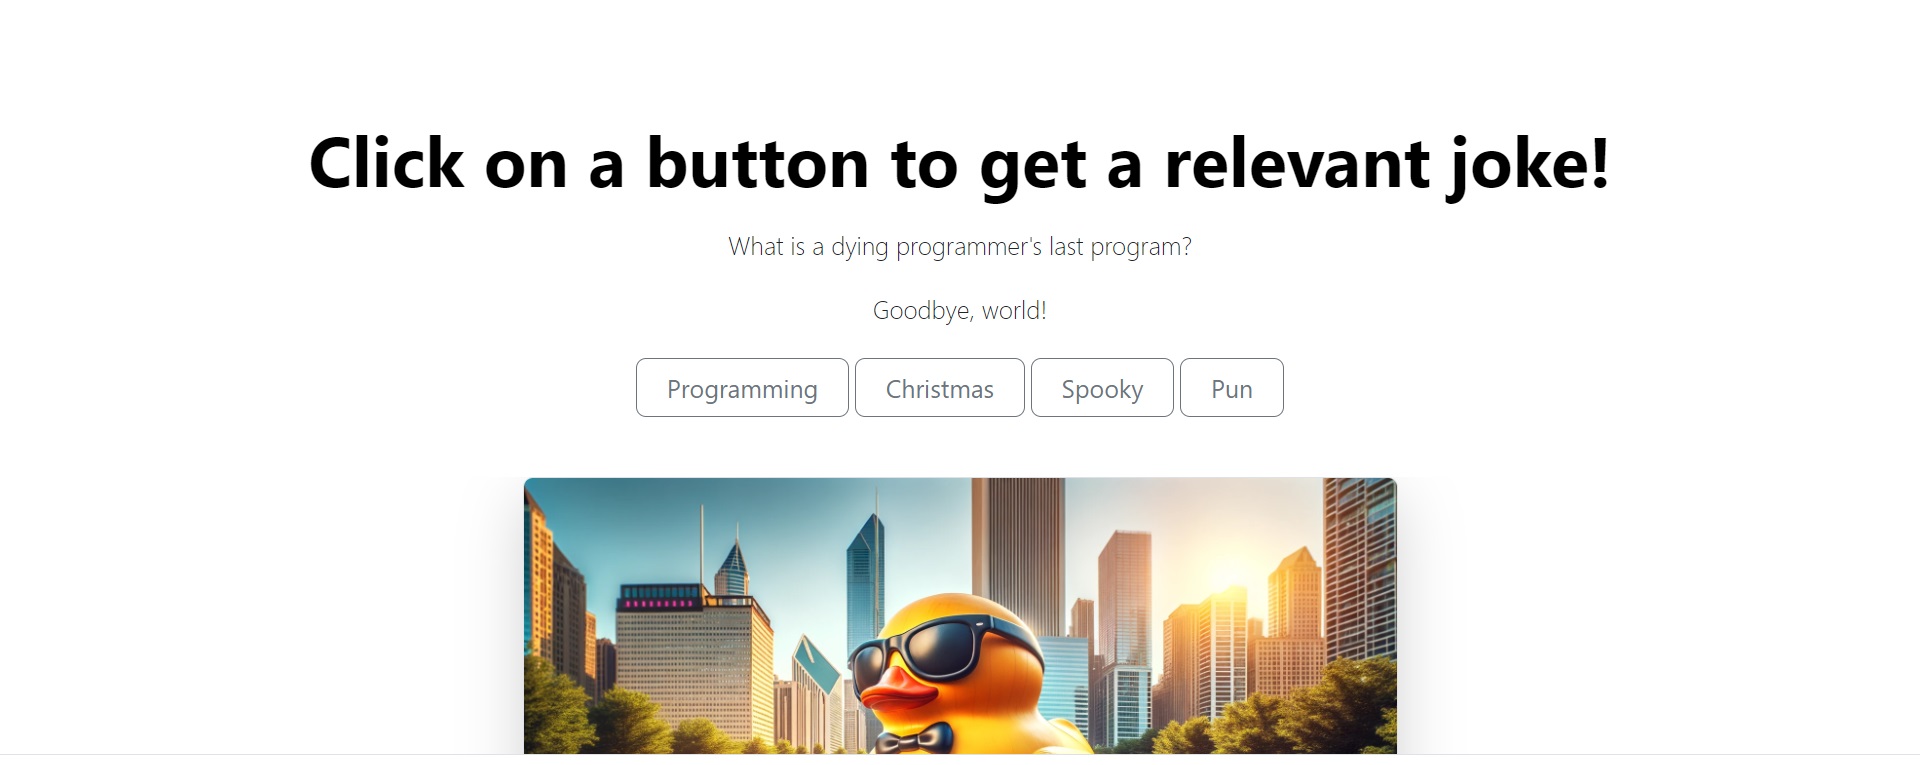 Click on a button to get a relevant joke!
What is a dying programmer's last program?
Goodbye, world!
Programming Christmas Spooky Pun